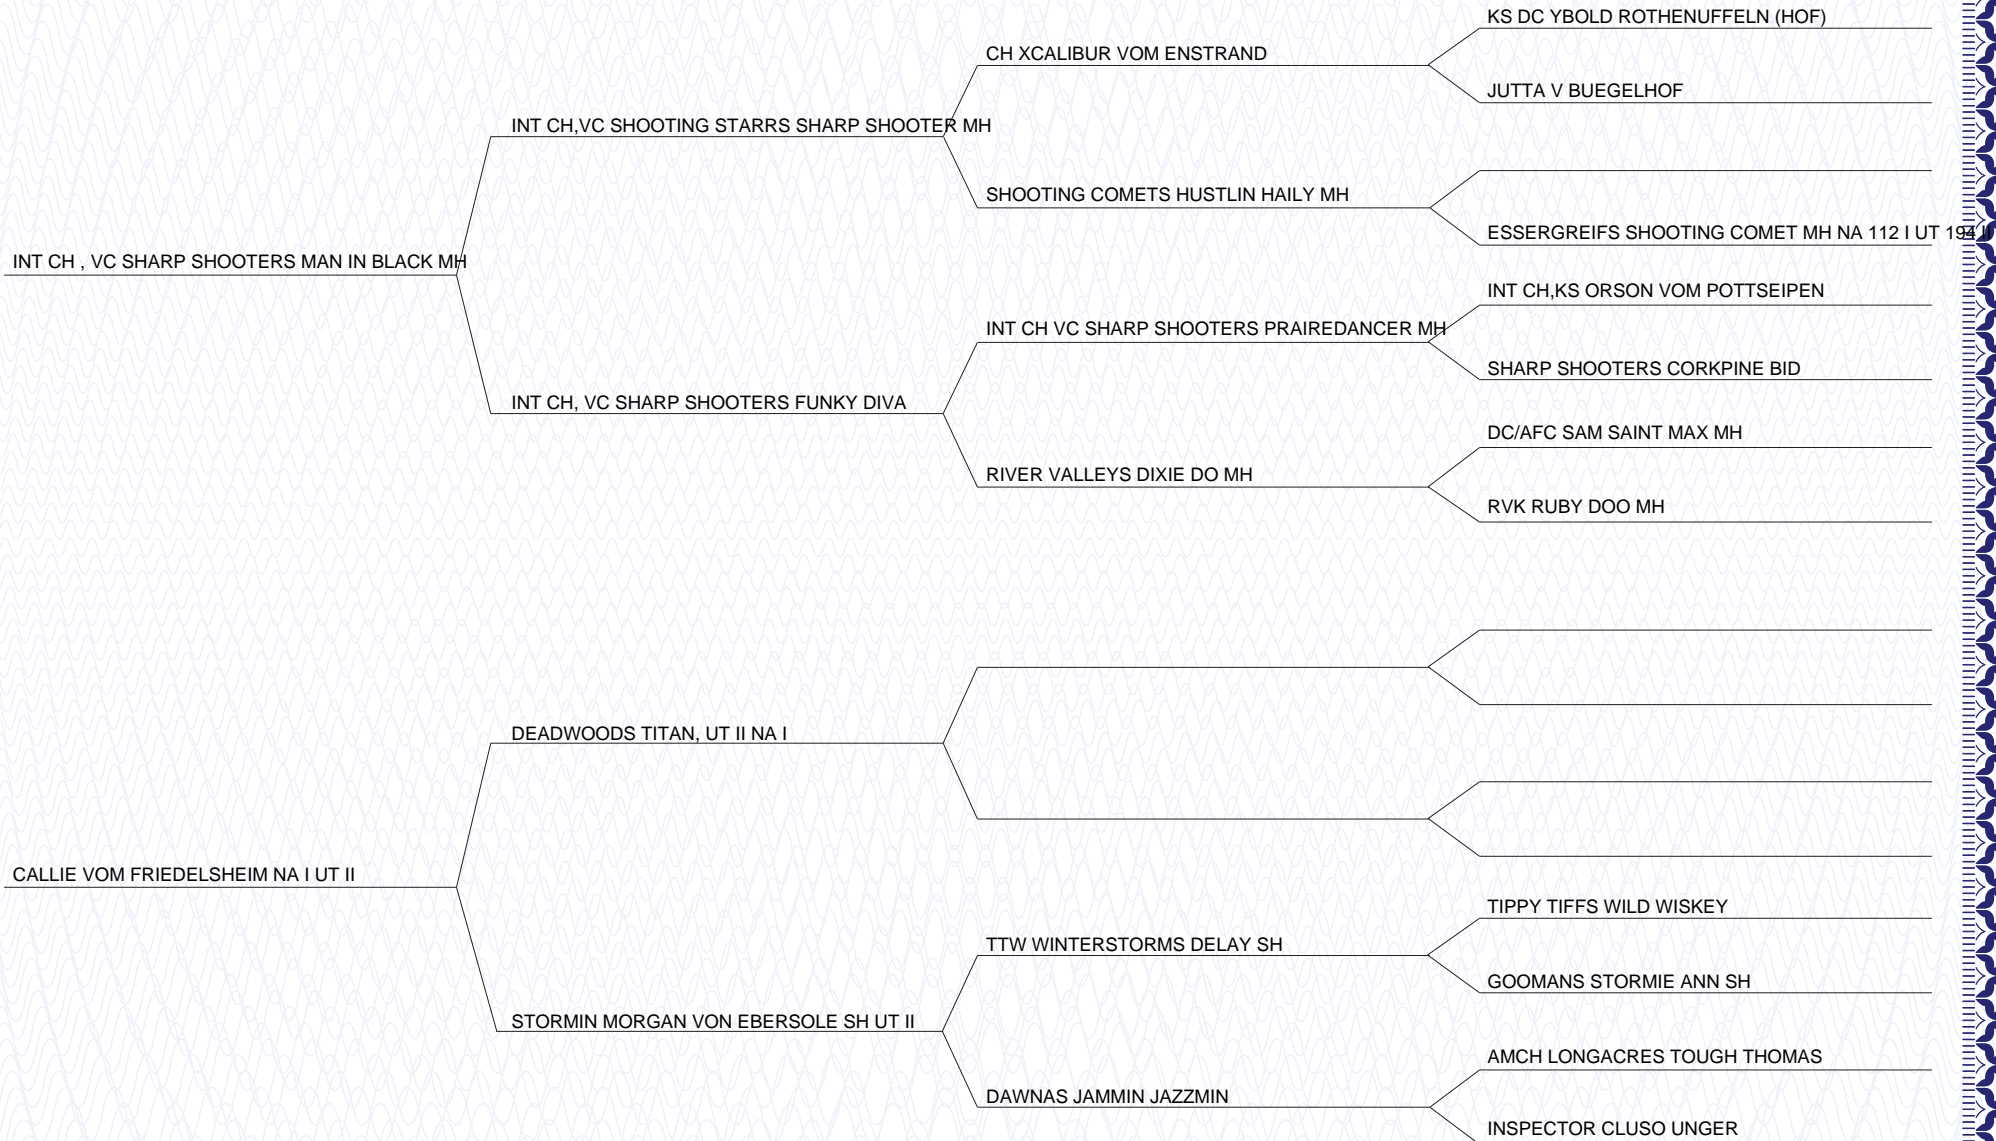 KS DC YBOLD ROTHENUFFELN (HOF)
CH XCALIBUR VOM ENSTRAND
JUTTA V BUEGELHOF
INT CH,VC SHOOTING STARRS SHARP SHOOTER MH
SHOOTING COMETS HUSTLIN HAILY MH
ESSERGREIFS SHOOTING COMET MH NA 112 I UT 194 II
INT CH , VC SHARP SHOOTERS MAN IN BLACK MH
INT CH,KS ORSON VOM POTTSEIPEN
INT CH VC SHARP SHOOTERS PRAIREDANCER MH
SHARP SHOOTERS CORKPINE BID
INT CH, VC SHARP SHOOTERS FUNKY DIVA
DC/AFC SAM SAINT MAX MH
RIVER VALLEYS DIXIE DO MH
RVK RUBY DOO MH
DEADWOODS TITAN, UT II NA I
CALLIE VOM FRIEDELSHEIM NA I UT II
TIPPY TIFFS WILD WISKEY
TTW WINTERSTORMS DELAY SH
GOOMANS STORMIE ANN SH
STORMIN MORGAN VON EBERSOLE SH UT II
AMCH LONGACRES TOUGH THOMAS
DAWNAS JAMMIN JAZZMIN
INSPECTOR CLUSO UNGER